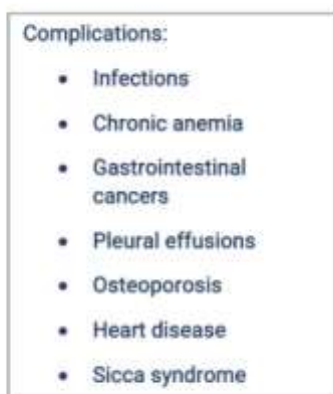 Complications:
• Infections
• Chronic anemia
• Gastrointestinal
cancers
• Pleural effusions
• Osteoporosis
• Heart disease
• Sicca syndrome